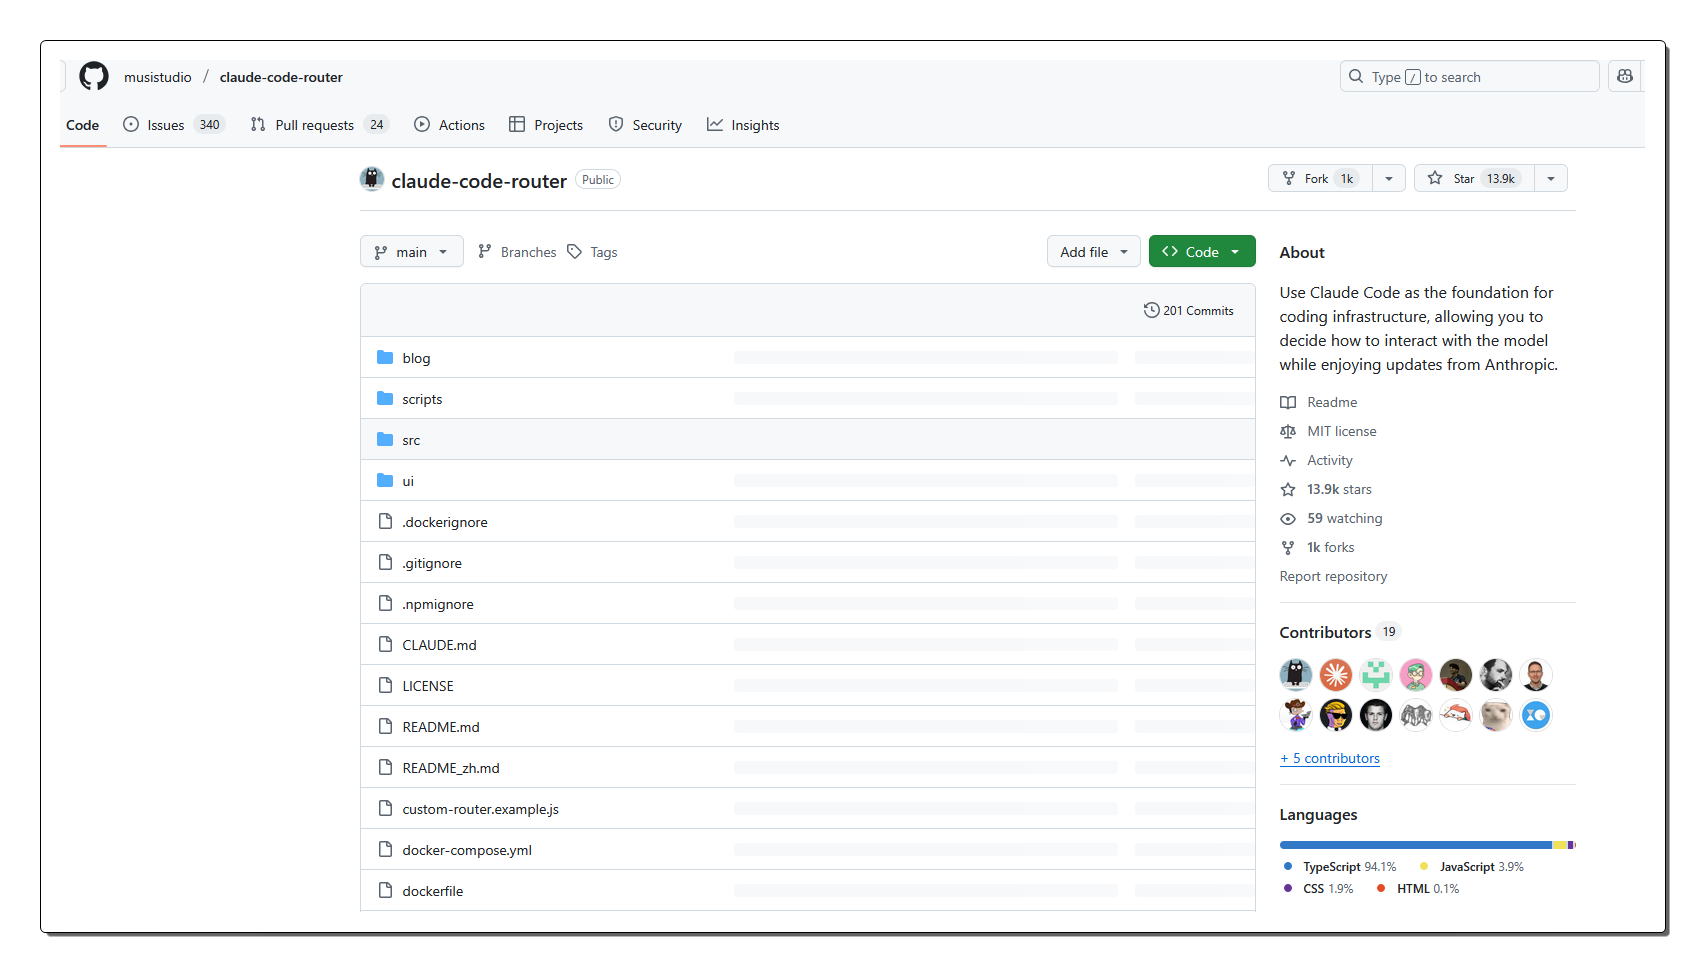 musistudio / claude-code-router
Type / to search
Code Issues 340 Pull requests 24 Actions Projects Security Insights
claude-code-router Public
Fork 1k Star 13.9k
main Branches Tags
Add file Code
201 Commits
blog
scripts
src
ui
.dockerignore
.gitignore
.npmignore
CLAUDE.md
LICENSE
README.md
README_zh.md
custom-router.example.js
docker-compose.yml
dockerfile
About
Use Claude Code as the foundation for
coding infrastructure, allowing you to
decide how to interact with the model
while enjoying updates from Anthropic.
Readme
MIT license
Activity
13.9k stars
59 watching
1k forks
Report repository
Contributors 19
+ 5 contributors
Languages
TypeScript 94.1% JavaScript 3.9%
CSS 1.9% HTML 0.1%